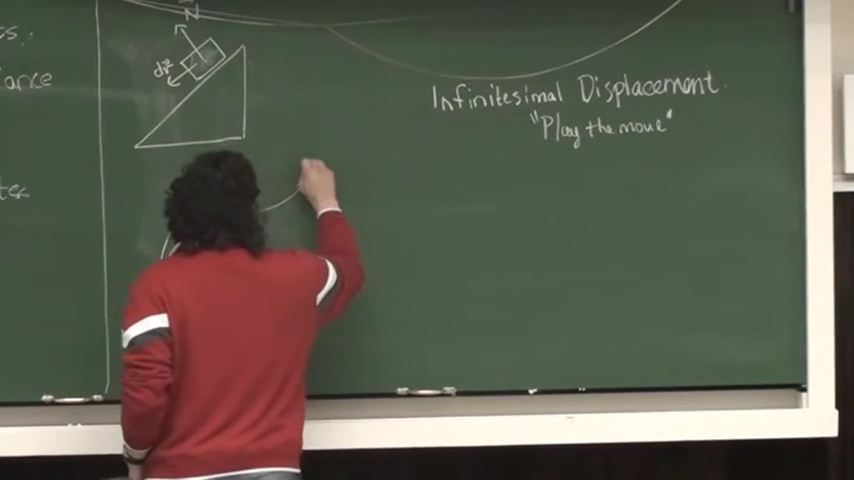 N
dr
Infinitesimal Displacement.
"Play the movie"